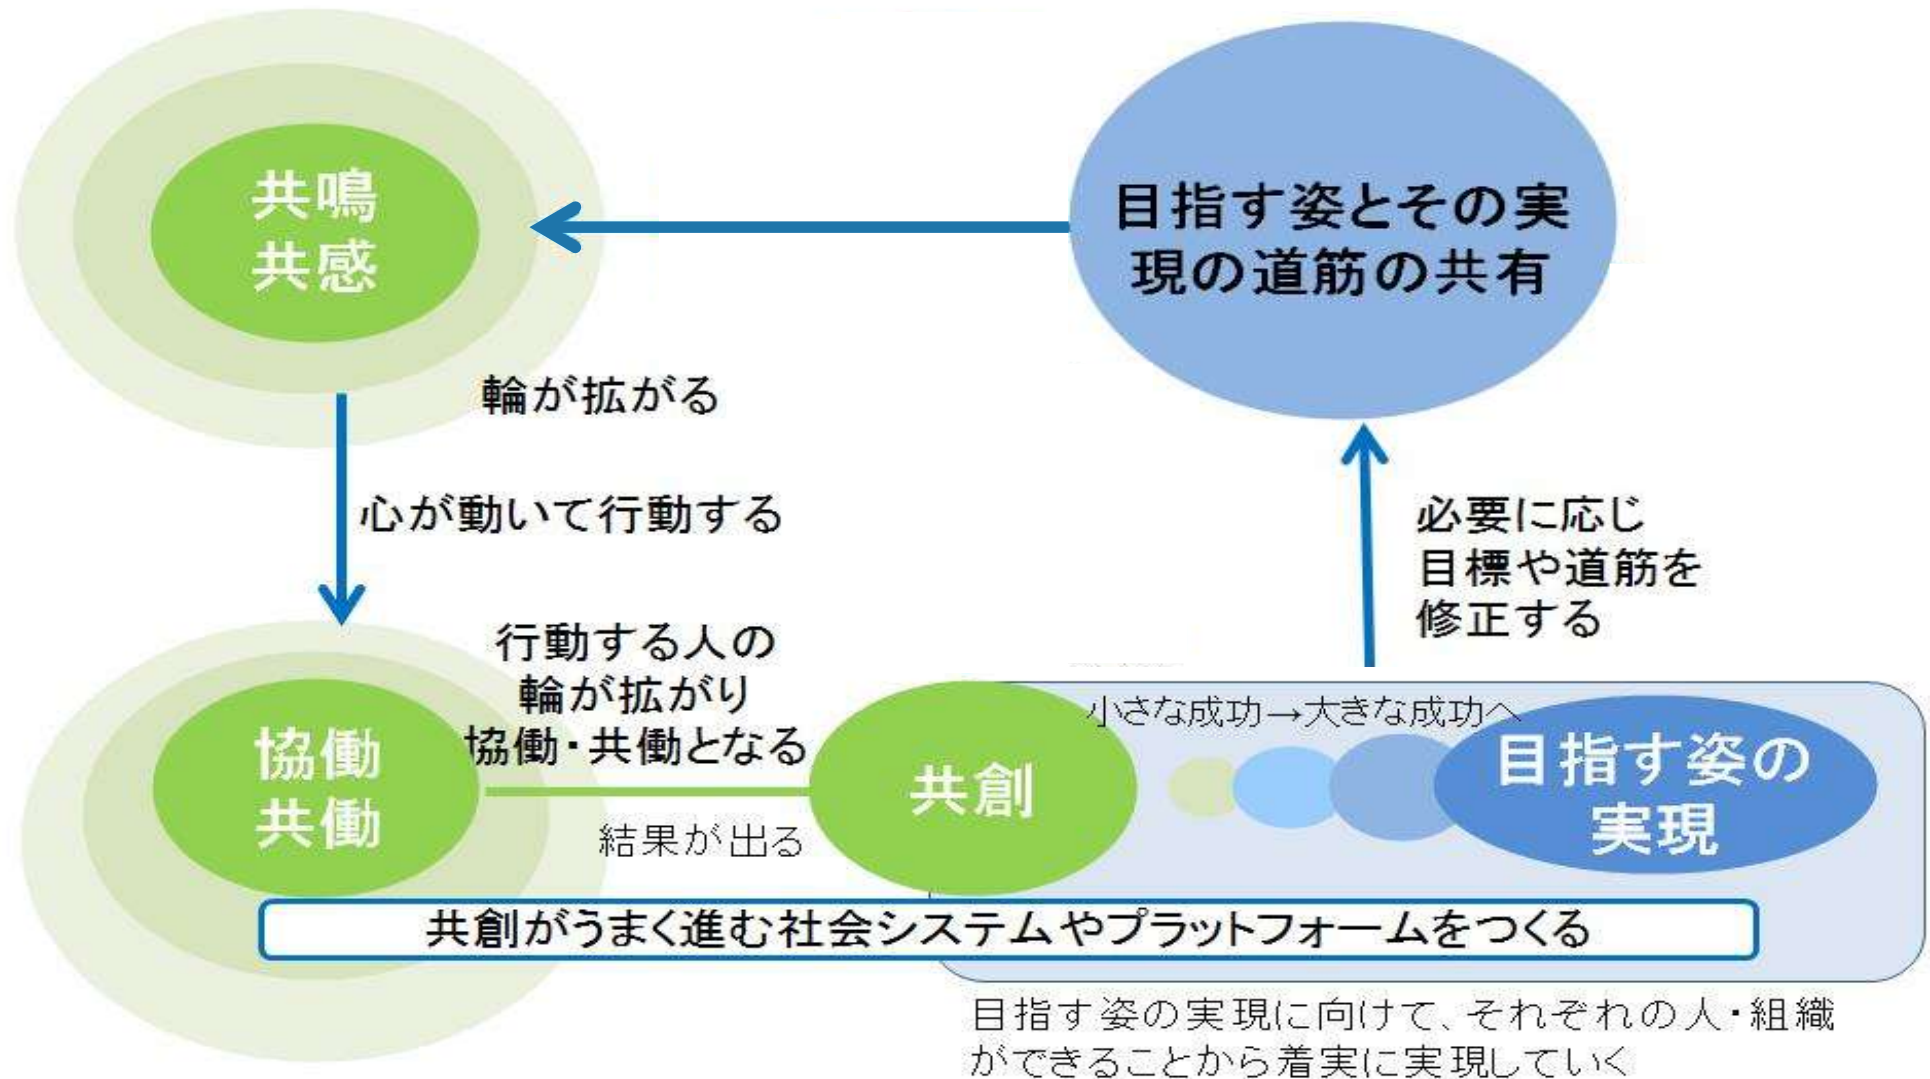 共鳴
共感
目指す姿とその実
現の道筋の共有
輪が拡がる
心が動いて行動する
必要に応じ
目標や道筋を
修正する
行動する人の
輪が拡がり
協働・共働となる
協働
共働
結果が出る
共創
小さな成功→大きな成功へ
目指す姿の
実現
共創がうまく進む社会システムやプラットフォームをつくる
目指す姿の実現に向けて、それぞれの人・組織
ができることから着実に実現していく